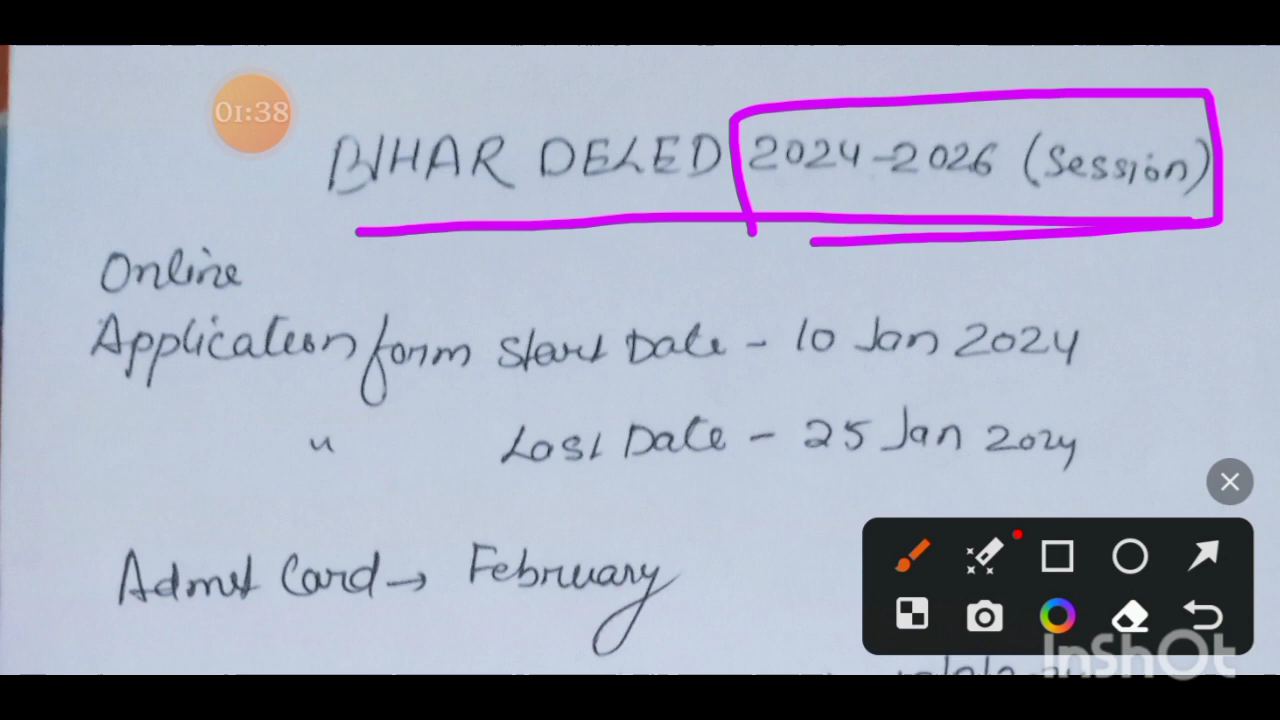 01:38
BIHAR DELED 2024-2026 (Session)
Online
Application form Start Date - 10 Jan 2024
" Last Date - 25 Jan 2024
Admit Card → February
InShOt